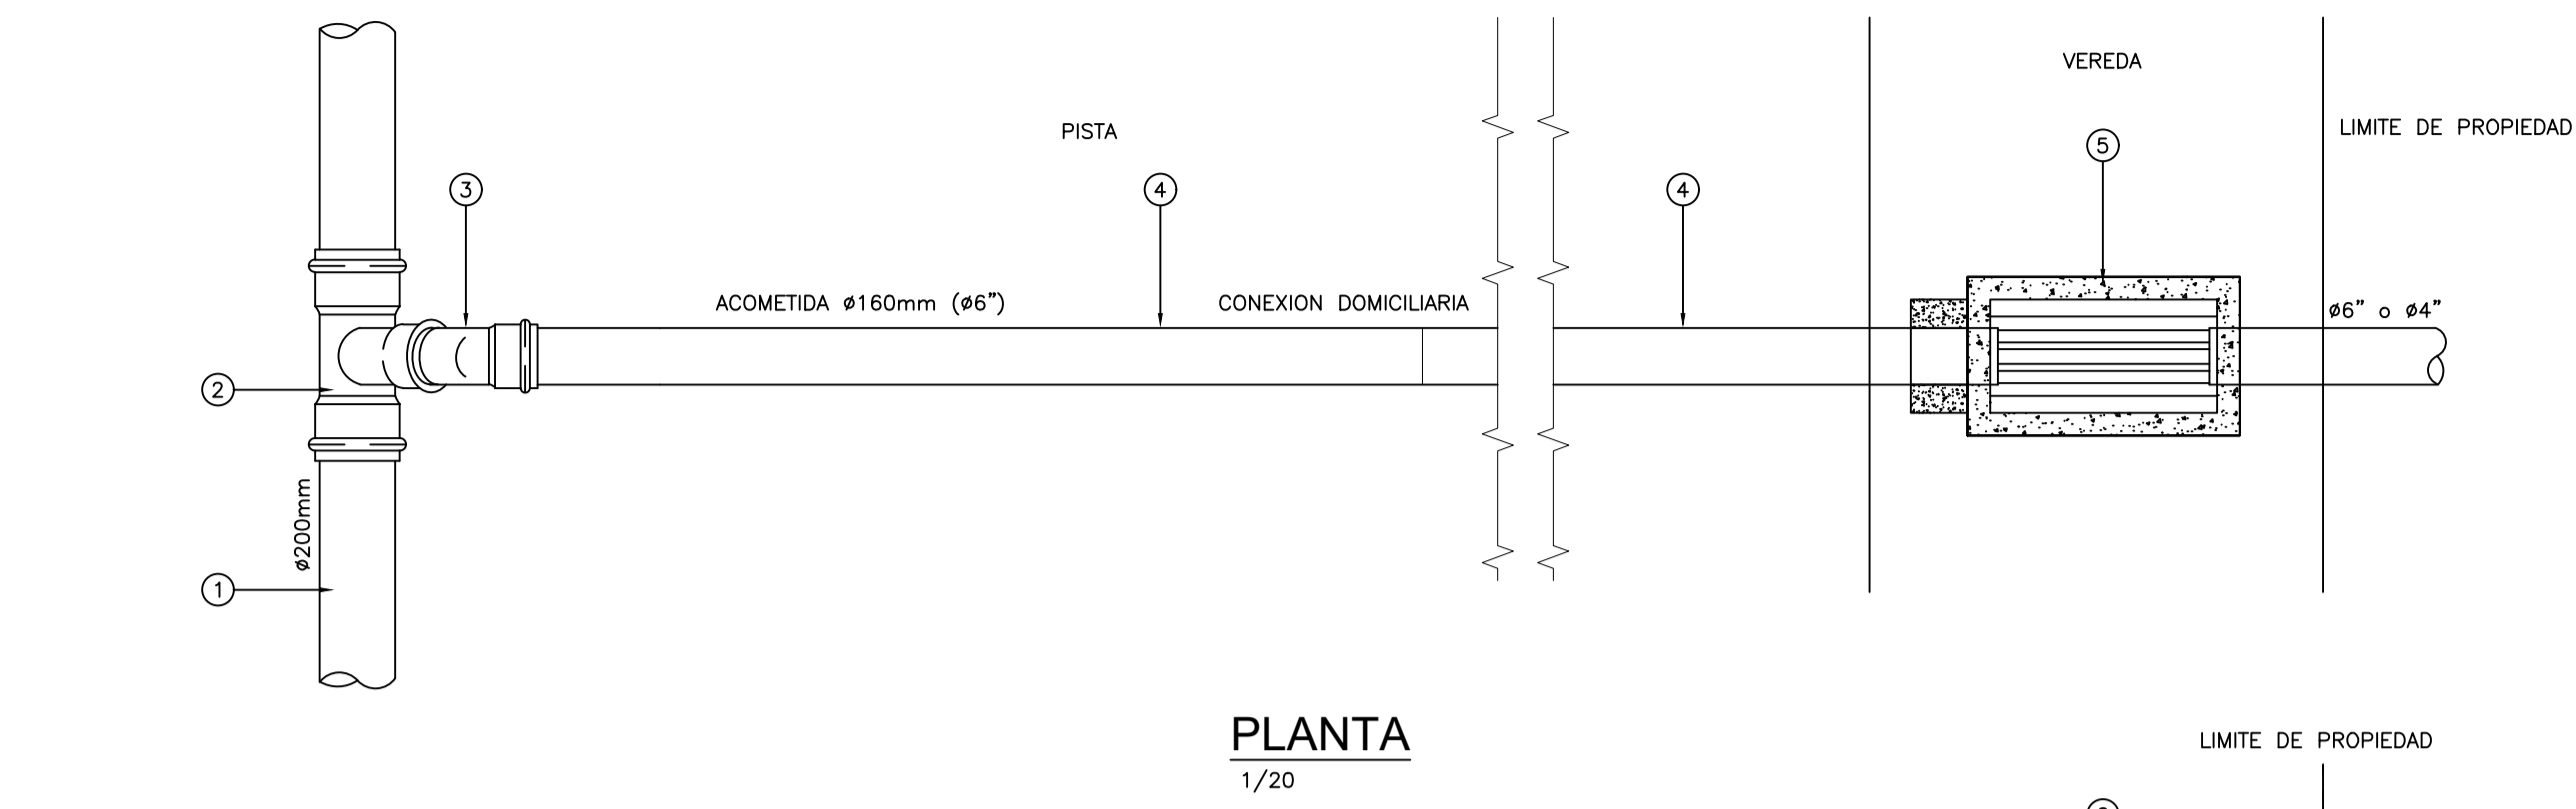 VEREDA
PISTA
LIMITE DE PROPIEDAD
5
3
4
4
ACOMETIDA ø160mm (ø6")
CONEXION DOMICILIARIA
ø6" o ø4"
2
ø200mm
1
PLANTA
1/20
LIMITE DE PROPIEDAD